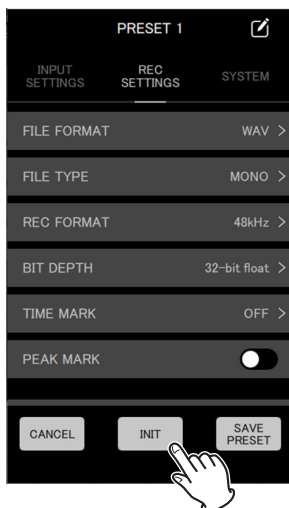 PRESET 1
INPUT
SETTINGS
REC
SETTINGS
SYSTEM
FILE FORMAT WAV >
FILE TYPE MONO >
REC FORMAT 48kHz >
BIT DEPTH 32-bit float >
TIME MARK OFF >
PEAK MARK
CANCEL
INIT
SAVE
PRESET